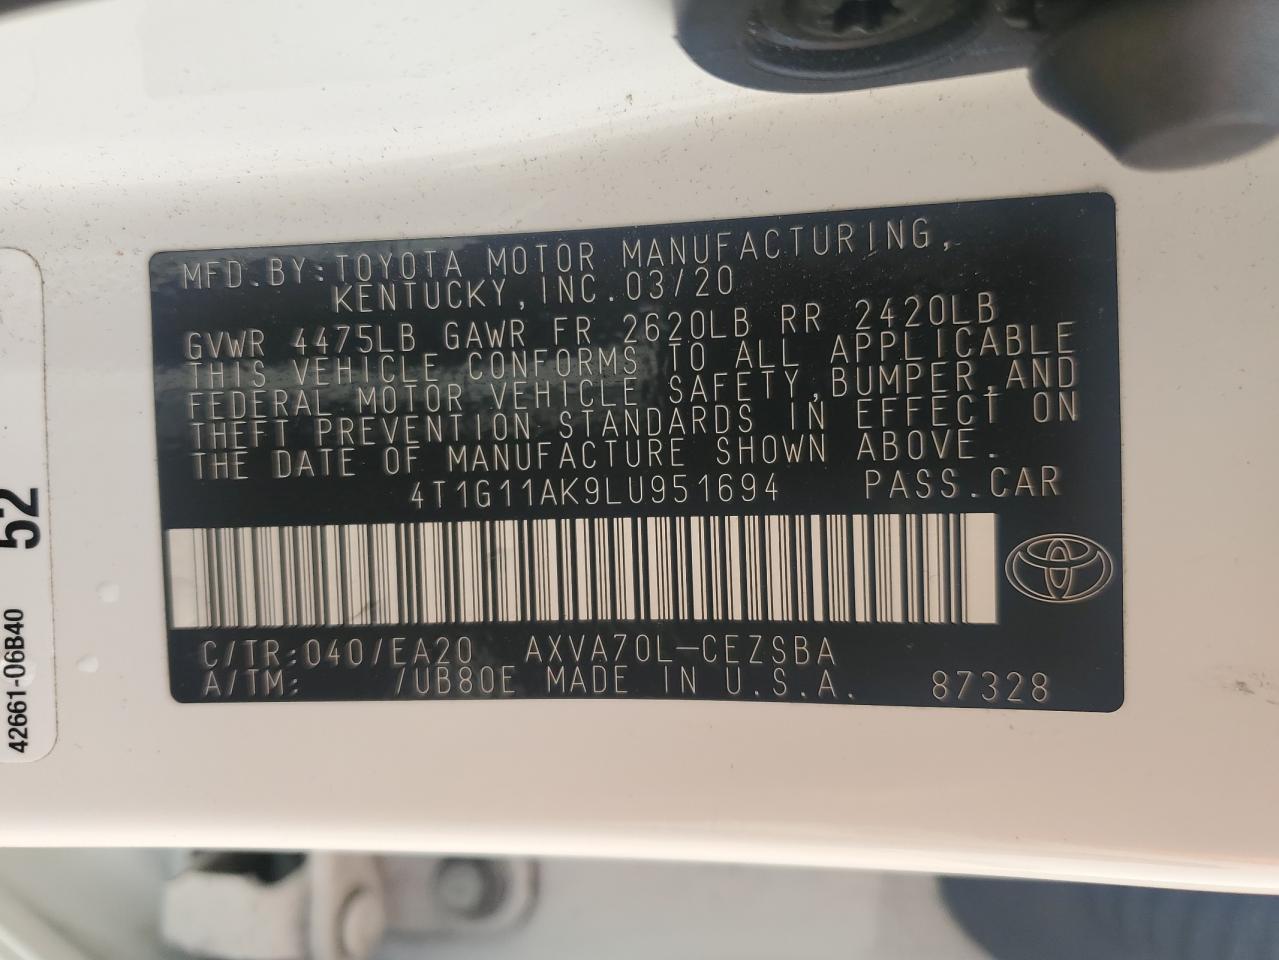 MFD.BY:TOYOTA MOTOR MANUFACTURING,
KENTUCKY,INC.03/20
GVWR 4475LB GAWR FR 2620LB RR 2420LB
THIS VEHICLE CONFORMS TO ALL APPLICABLE
FEDERAL MOTOR VEHICLE SAFETY,BUMPER,AND
THEFT PREVENTION STANDARDS IN EFFECT ON
THE DATE OF MANUFACTURE SHOWN ABOVE.
4T1G11AK9LU951694 PASS.CAR
C/TR:040/EA20 AXVA70L-CEZSBA
A/TM: /UB80E MADE IN U.S.A. 87328
42661-06B40 52